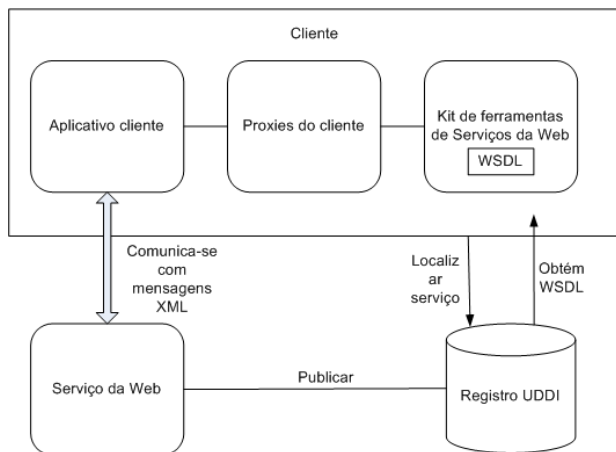 Cliente
Aplicativo cliente
Proxies do cliente
Kit de ferramentas
de Serviços da Web
WSDL
Comunica-se
com
mensagens
XML
Localiz
ar
serviço
Obtém
WSDL
Serviço da Web
Publicar
Registro UDDI